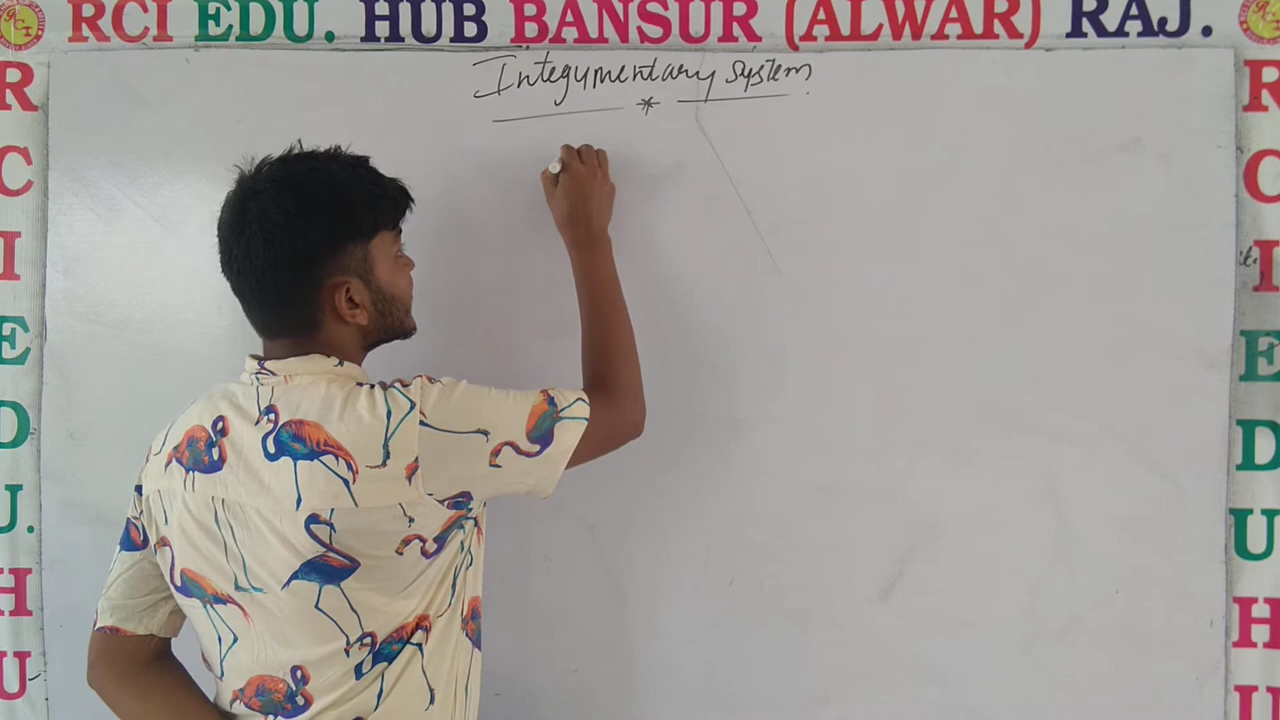 RCI EDU. HUB BANSUR (ALWAR) RAJ.
Integumentary System
*
R
C
I
E
D
U.
H
U
R
C
I
E
D
U
H
U